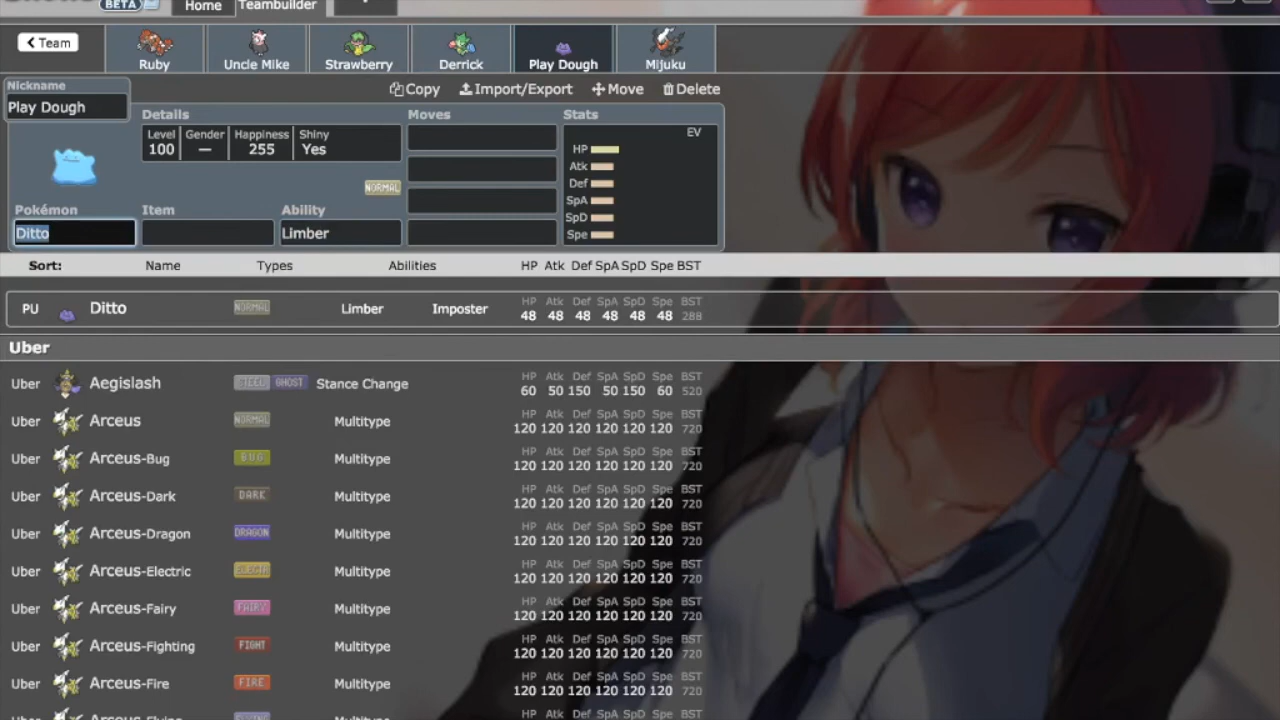 BETA Home Teambuilder
Team
Ruby Uncle Mike Strawberry Derrick Play Dough Mijuku
Copy Import/Export Move Delete
Nickname
Play Dough
Details Moves Stats
Level Gender Happiness Shiny EV
100 — 255 Yes
HP
Atk
Def
SpA
SpD
Spe
NORMAL
Pokémon Item Ability
Ditto Limber
Sort: Name Types Abilities HP Atk Def SpA SpD Spe BST
PU Ditto NORMAL Limber Imposter HP Atk Def SpA SpD Spe BST
48 48 48 48 48 48 288
Uber
Uber Aegislash STEEL GHOST Stance Change HP Atk Def SpA SpD Spe BST
60 50 150 50 150 60 520
Uber Arceus NORMAL Multitype HP Atk Def SpA SpD Spe BST
120 120 120 120 120 120 720
Uber Arceus-Bug BUG Multitype HP Atk Def SpA SpD Spe BST
120 120 120 120 120 120 720
Uber Arceus-Dark DARK Multitype HP Atk Def SpA SpD Spe BST
120 120 120 120 120 120 720
Uber Arceus-Dragon DRAGON Multitype HP Atk Def SpA SpD Spe BST
120 120 120 120 120 120 720
Uber Arceus-Electric ELECTR Multitype HP Atk Def SpA SpD Spe BST
120 120 120 120 120 120 720
Uber Arceus-Fairy FAIRY Multitype HP Atk Def SpA SpD Spe BST
120 120 120 120 120 120 720
Uber Arceus-Fighting FIGHT Multitype HP Atk Def SpA SpD Spe BST
120 120 120 120 120 120 720
Uber Arceus-Fire FIRE Multitype HP Atk Def SpA SpD Spe BST
120 120 120 120 120 120 720
Uber Arceus-Flying Multitype HP Atk Def SpA SpD Spe BST